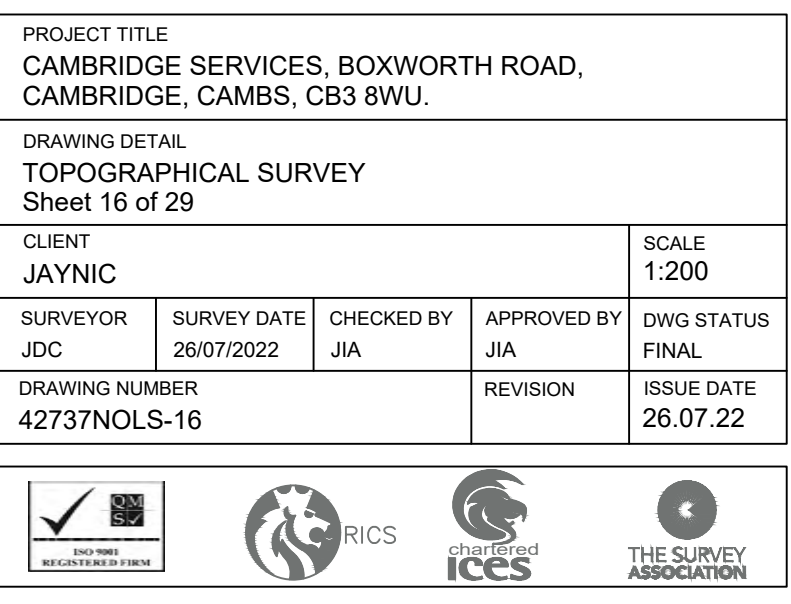 PROJECT TITLE
CAMBRIDGE SERVICES, BOXWORTH ROAD,
CAMBRIDGE, CAMBS, CB3 8WU.
DRAWING DETAIL
TOPOGRAPHICAL SURVEY
Sheet 16 of 29
CLIENT
JAYNIC
SCALE
1:200
SURVEYOR
JDC
SURVEY DATE
26/07/2022
CHECKED BY
JIA
APPROVED BY
JIA
DWG STATUS
FINAL
DRAWING NUMBER
42737NOLS-16
REVISION
ISSUE DATE
26.07.22
QM
S
ISO 9001
REGISTERED FIRM
RICS
chartered
ICES
THE SURVEY
ASSOCIATION